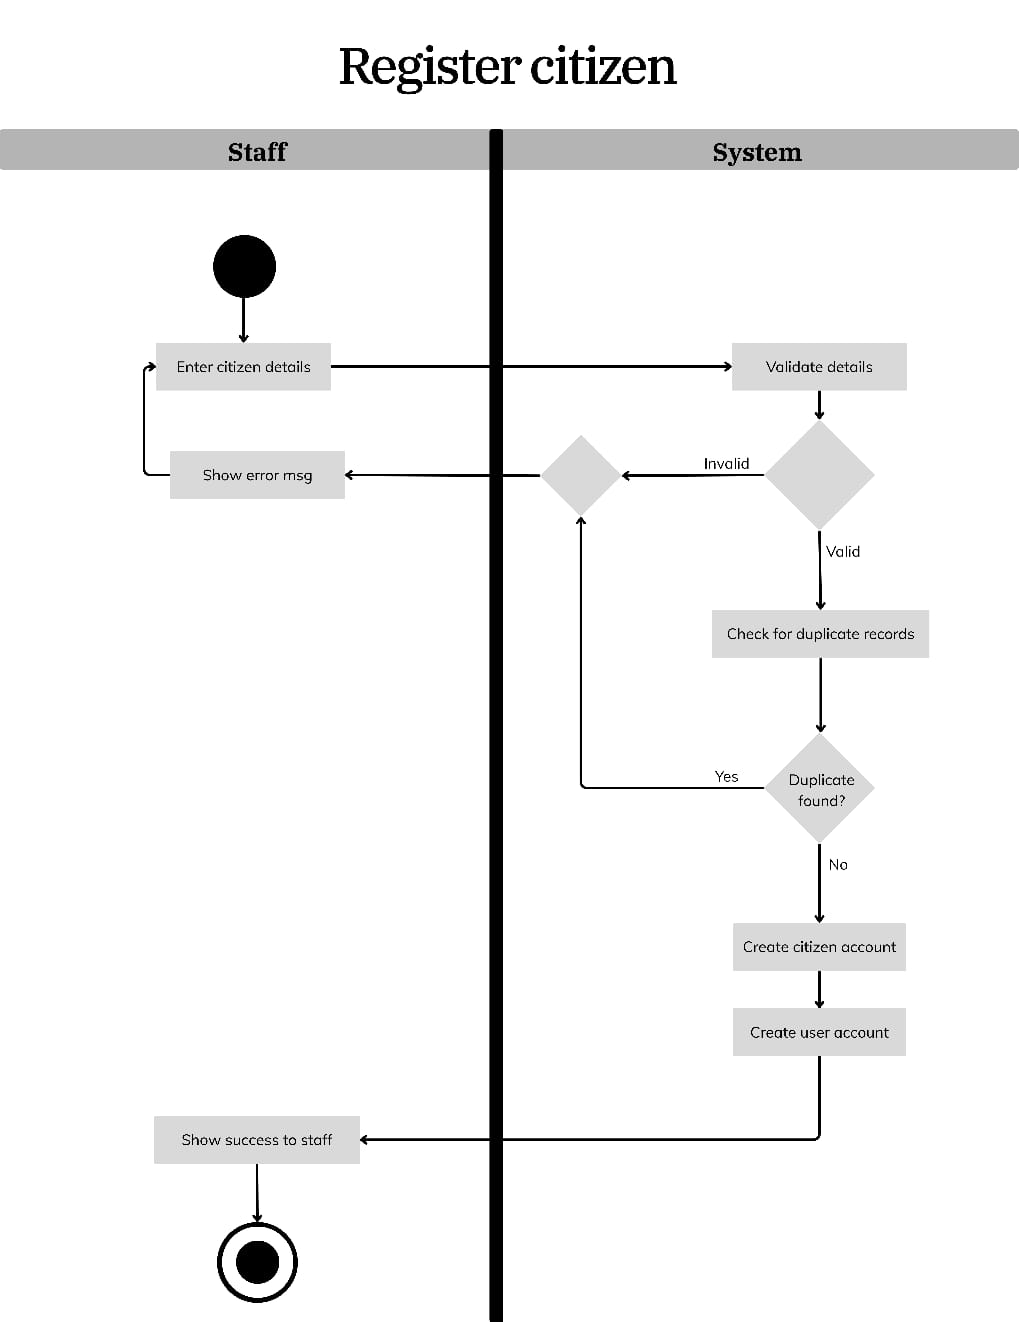 Register citizen
Staff
System
Enter citizen details
Validate details
Show error msg
Invalid
Valid
Check for duplicate records
Yes
Duplicate
found?
No
Create citizen account
Create user account
Show success to staff